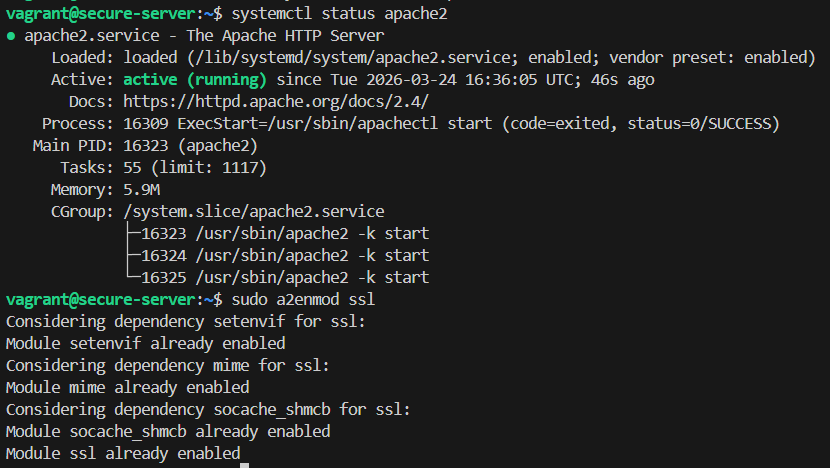 vagrant@secure-server:~$ systemctl status apache2
● apache2.service - The Apache HTTP Server
     Loaded: loaded (/lib/systemd/system/apache2.service; enabled; vendor preset: enabled)
     Active: active (running) since Tue 2026-03-24 16:36:05 UTC; 46s ago
       Docs: https://httpd.apache.org/docs/2.4/
    Process: 16309 ExecStart=/usr/sbin/apachectl start (code=exited, status=0/SUCCESS)
   Main PID: 16323 (apache2)
      Tasks: 55 (limit: 1117)
     Memory: 5.9M
     CGroup: /system.slice/apache2.service
             ├─16323 /usr/sbin/apache2 -k start
             ├─16324 /usr/sbin/apache2 -k start
             └─16325 /usr/sbin/apache2 -k start
vagrant@secure-server:~$ sudo a2enmod ssl
Considering dependency setenvif for ssl:
Module setenvif already enabled
Considering dependency mime for ssl:
Module mime already enabled
Considering dependency socache_shmcb for ssl:
Module socache_shmcb already enabled
Module ssl already enabled